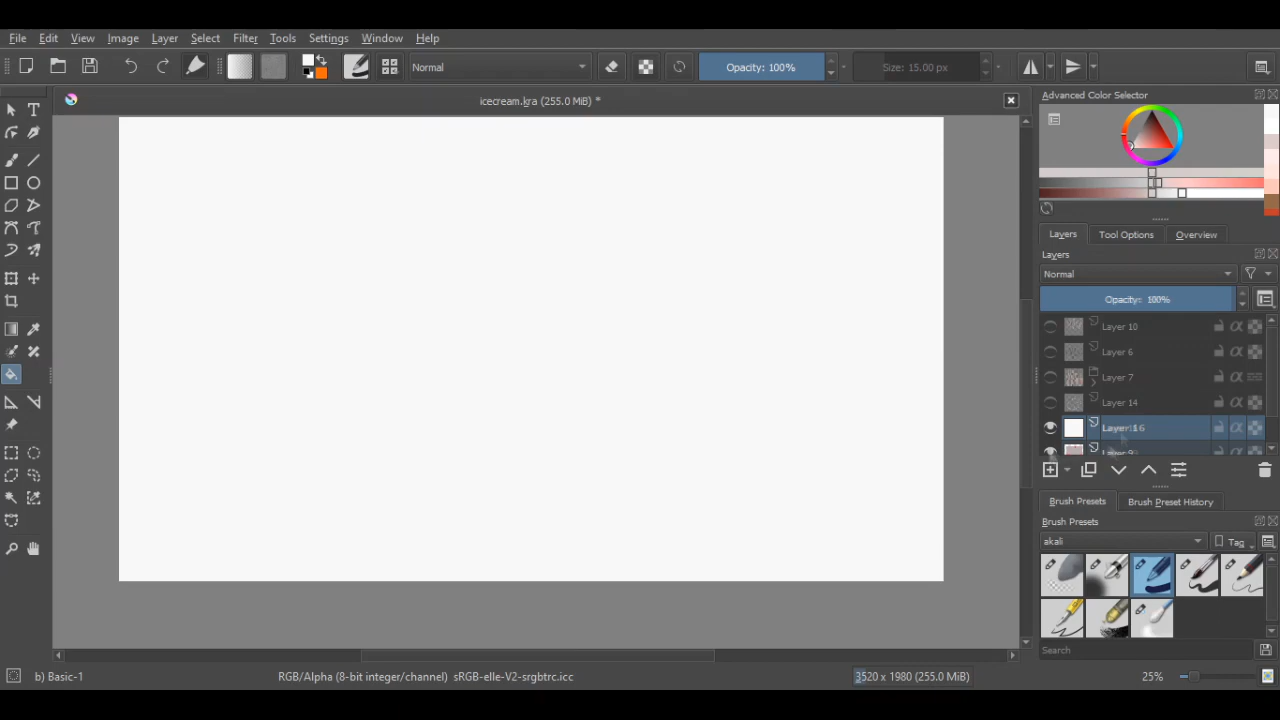 File Edit View Image Layer Select Filter Tools Settings Window Help
Normal Opacity: 100% Size: 15.00 px
icecream.kra (255.0 MiB) *
Advanced Color Selector
Layers Tool Options Overview
Layers
Normal
Opacity: 100%
Layer 10
Layer 6
Layer 7
Layer 14
Layer 16
Layer 9
Brush Presets Brush Preset History
Brush Presets
akali Tag
Search
b) Basic-1 RGB/Alpha (8-bit integer/channel) sRGB-elle-V2-srgbtrc.icc 3520 x 1980 (255.0 MiB) 25%